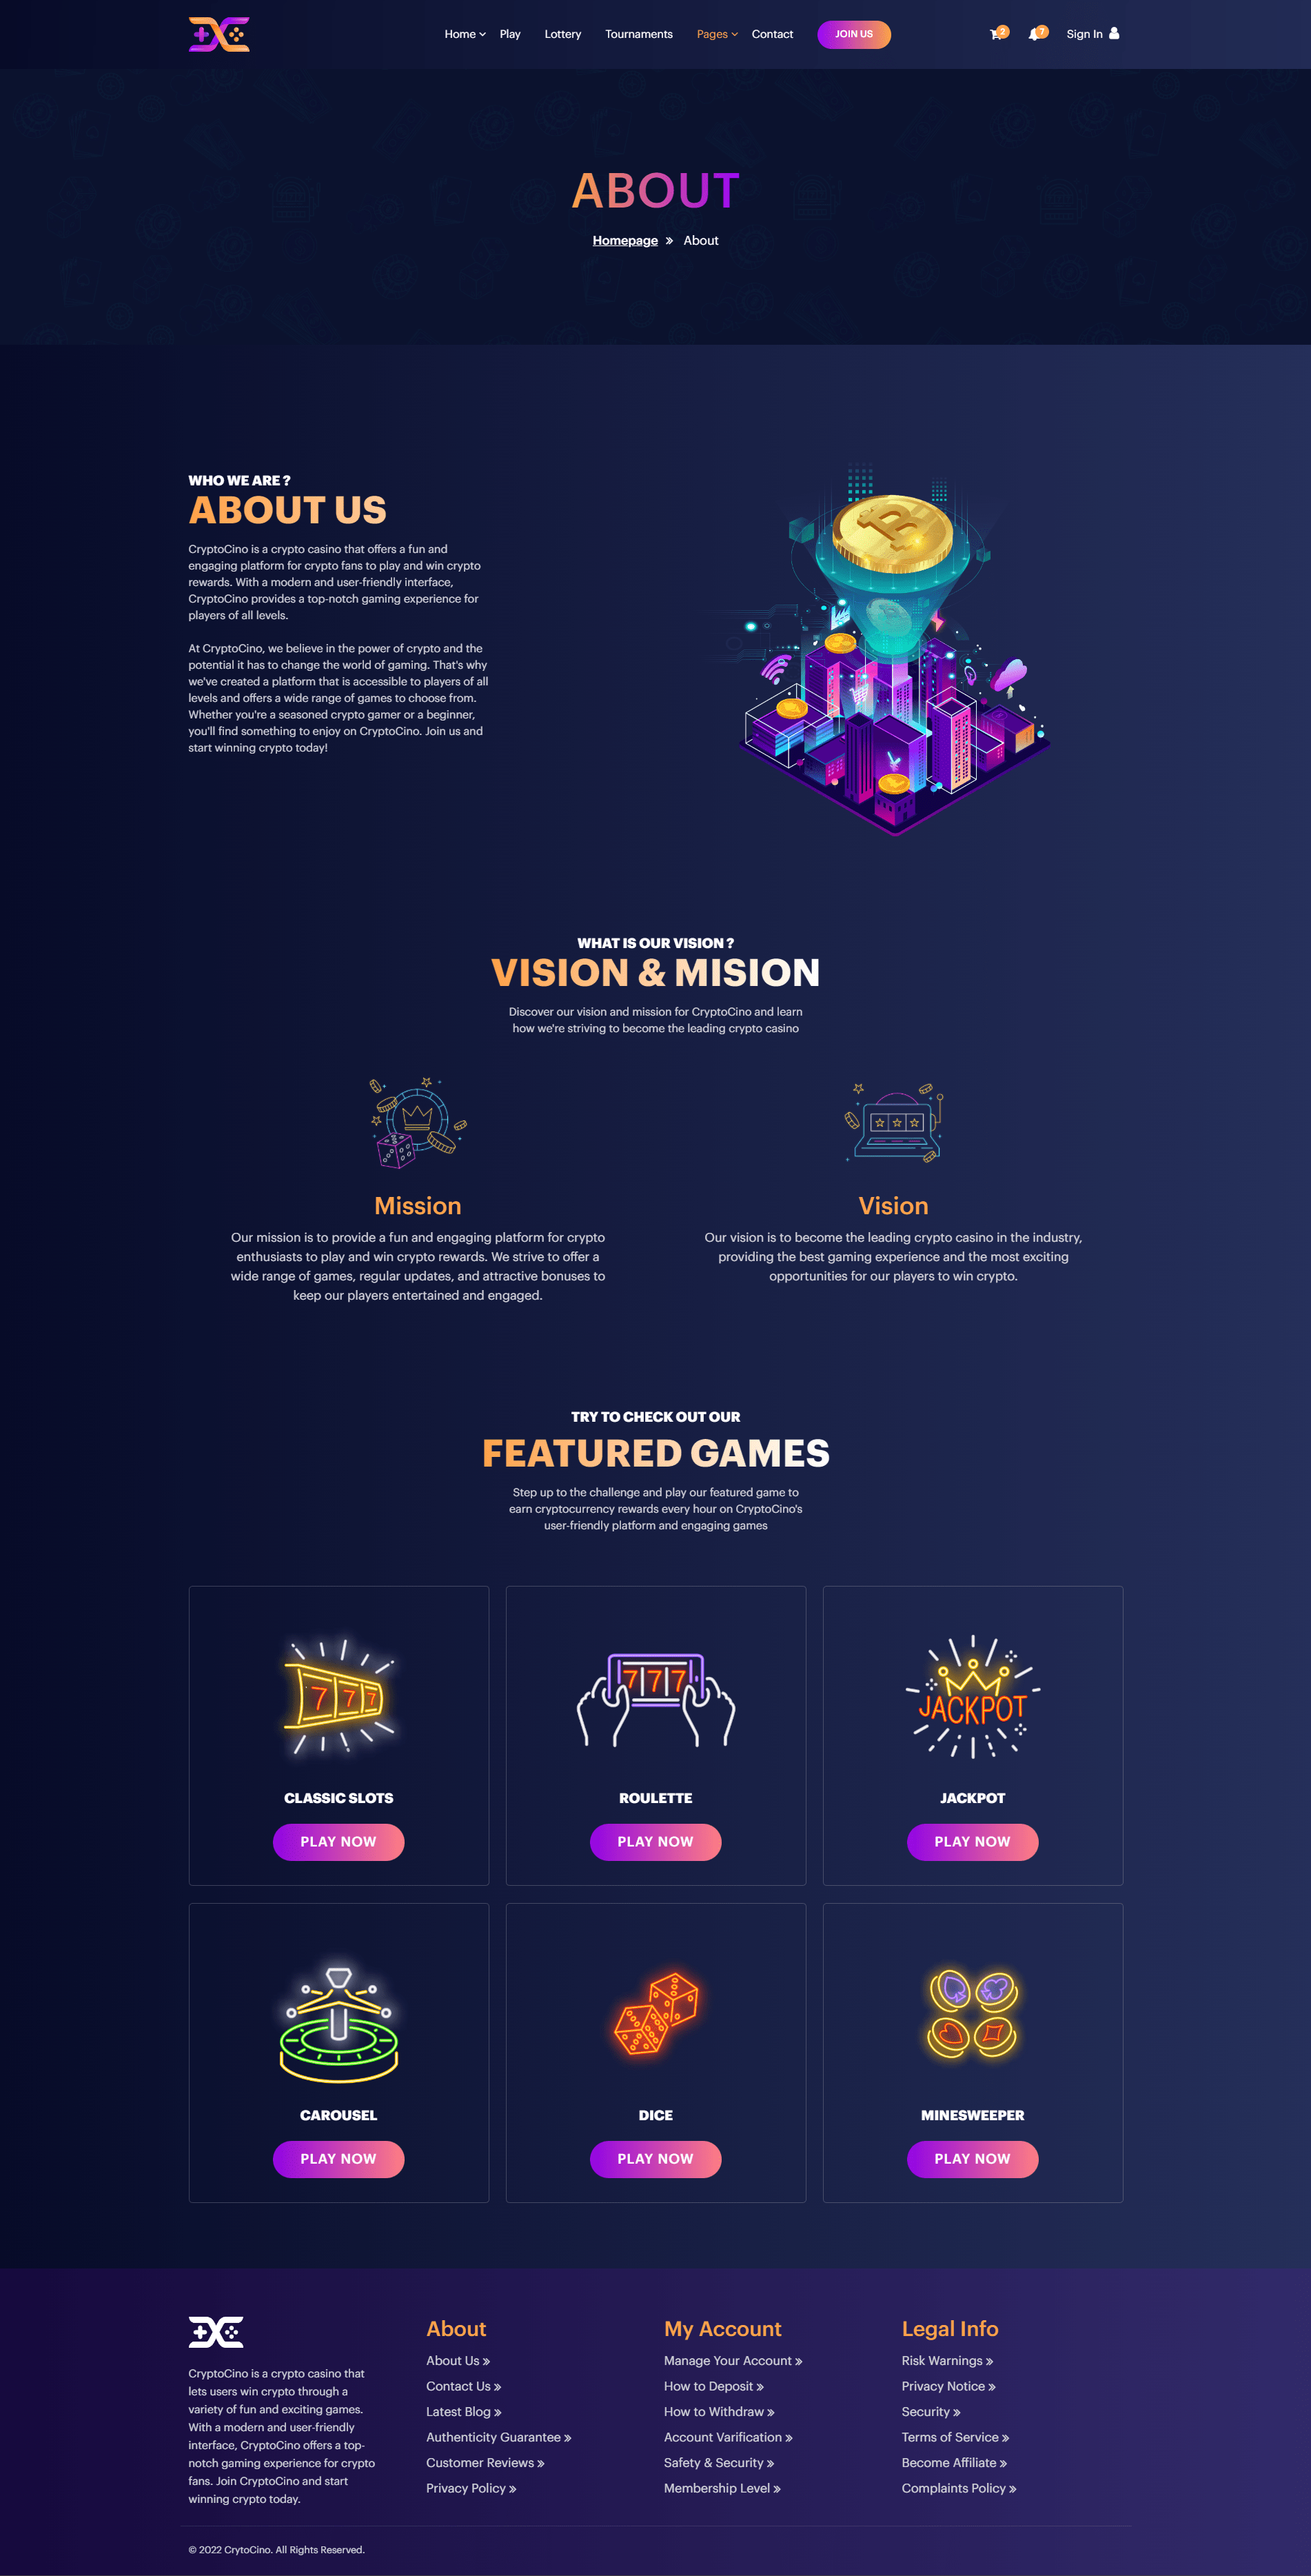 Home Play Lottery Tournaments Pages Contact JOIN US 2 7 Sign In
ABOUT
Homepage » About
WHO WE ARE ?
ABOUT US
CryptoCino is a crypto casino that offers a fun and
engaging platform for crypto fans to play and win crypto
rewards. With a modern and user-friendly interface,
CryptoCino provides a top-notch gaming experience for
players of all levels.
At CryptoCino, we believe in the power of crypto and the
potential it has to change the world of gaming. That's why
we've created a platform that is accessible to players of all
levels and offers a wide range of games to choose from.
Whether you're a seasoned crypto gamer or a beginner,
you'll find something to enjoy on CryptoCino. Join us and
start winning crypto today!
WHAT IS OUR VISION ?
VISION & MISION
Discover our vision and mission for CryptoCino and learn
how we're striving to become the leading crypto casino
Mission
Our mission is to provide a fun and engaging platform for crypto
enthusiasts to play and win crypto rewards. We strive to offer a
wide range of games, regular updates, and attractive bonuses to
keep our players entertained and engaged.
Vision
Our vision is to become the leading crypto casino in the industry,
providing the best gaming experience and the most exciting
opportunities for our players to win crypto.
TRY TO CHECK OUT OUR
FEATURED GAMES
Step up to the challenge and play our featured game to
earn cryptocurrency rewards every hour on CryptoCino's
user-friendly platform and engaging games
777
CLASSIC SLOTS
PLAY NOW
777
ROULETTE
PLAY NOW
JACKPOT
JACKPOT
PLAY NOW
CAROUSEL
PLAY NOW
DICE
PLAY NOW
MINESWEEPER
PLAY NOW
CryptoCino is a crypto casino that
lets users win crypto through a
variety of fun and exciting games.
With a modern and user-friendly
interface, CryptoCino offers a top-
notch gaming experience for crypto
fans. Join CryptoCino and start
winning crypto today.
About
About Us »
Contact Us »
Latest Blog »
Authenticity Guarantee »
Customer Reviews »
Privacy Policy »
My Account
Manage Your Account »
How to Deposit »
How to Withdraw »
Account Varification »
Safety & Security »
Membership Level »
Legal Info
Risk Warnings »
Privacy Notice »
Security »
Terms of Service »
Become Affiliate »
Complaints Policy »
© 2022 CrytoCino. All Rights Reserved.